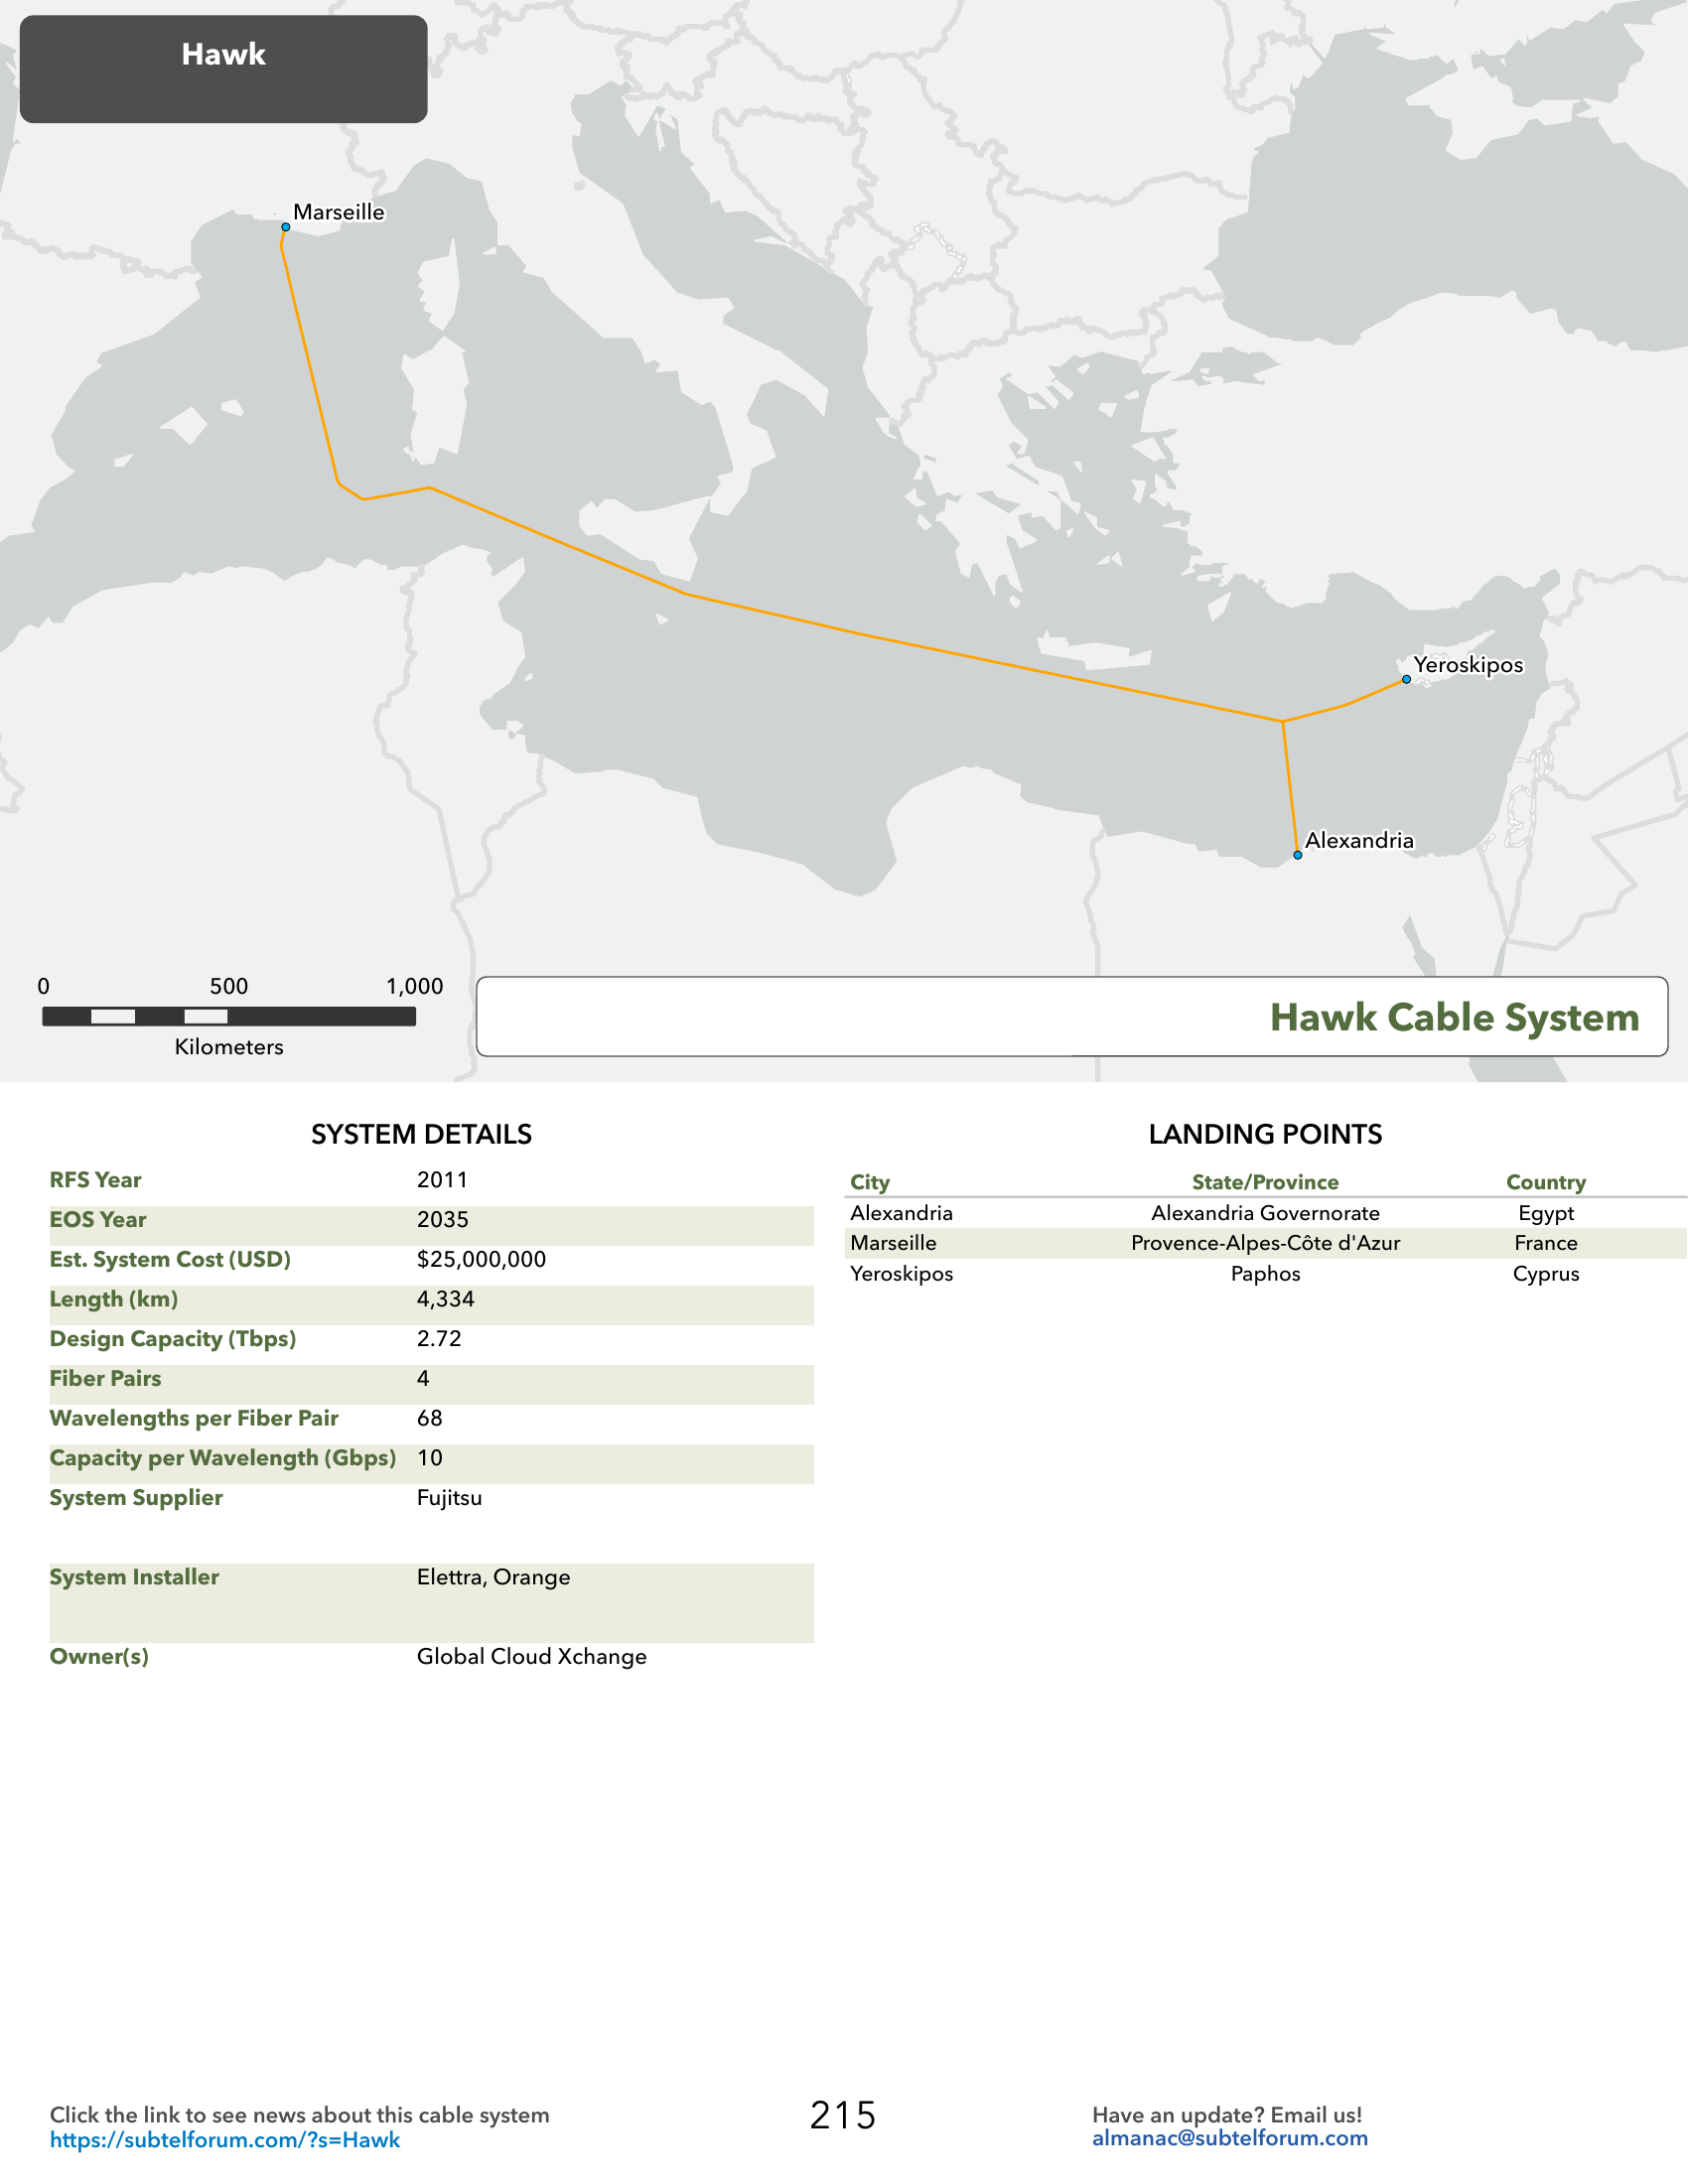 Hawk
Marseille
Yeroskipos
Alexandria
0 500 1,000
Kilometers
Hawk Cable System
SYSTEM DETAILS
RFS Year 2011
EOS Year 2035
Est. System Cost (USD) $25,000,000
Length (km) 4,334
Design Capacity (Tbps) 2.72
Fiber Pairs 4
Wavelengths per Fiber Pair 68
Capacity per Wavelength (Gbps) 10
System Supplier Fujitsu
System Installer Elettra, Orange
Owner(s) Global Cloud Xchange
LANDING POINTS
City State/Province Country
Alexandria Alexandria Governorate Egypt
Marseille Provence-Alpes-Côte d'Azur France
Yeroskipos Paphos Cyprus
Click the link to see news about this cable system
https://subtelforum.com/?s=Hawk
215
Have an update? Email us!
almanac@subtelforum.com